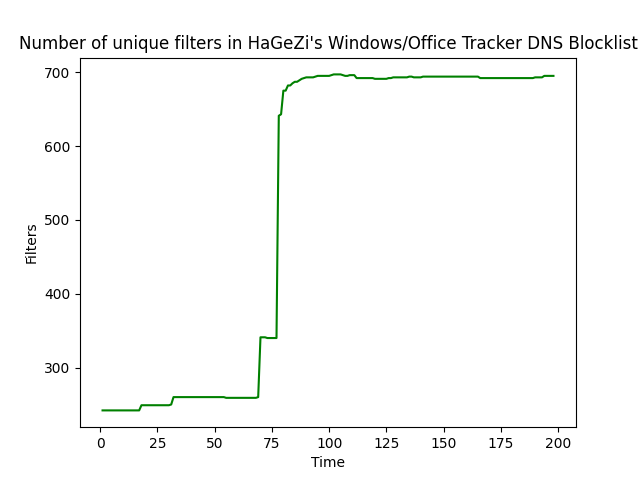 Number of unique filters in HaGeZi's Windows/Office Tracker DNS Blocklist
700
600
500
400
300
Filters
0 25 50 75 100 125 150 175 200
Time